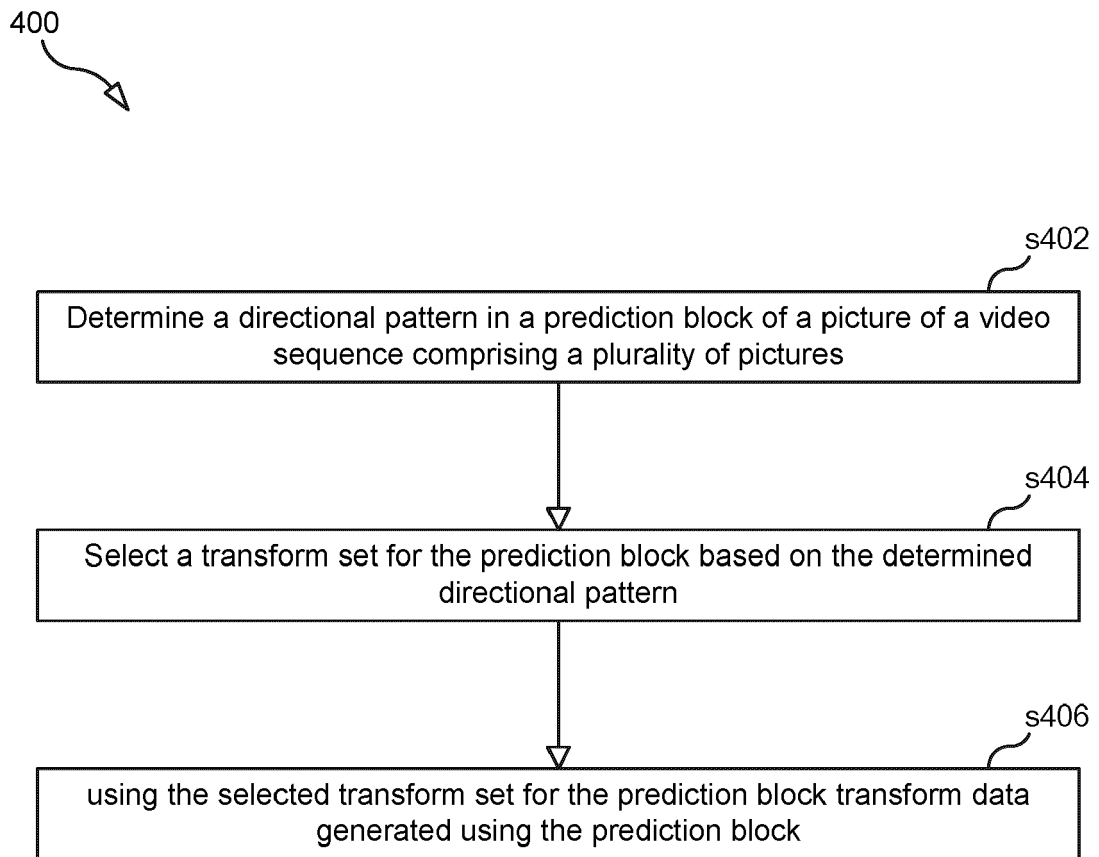 400
s402
Determine a directional pattern in a prediction block of a picture of a video
sequence comprising a plurality of pictures
s404
Select a transform set for the prediction block based on the determined
directional pattern
s406
using the selected transform set for the prediction block transform data
generated using the prediction block